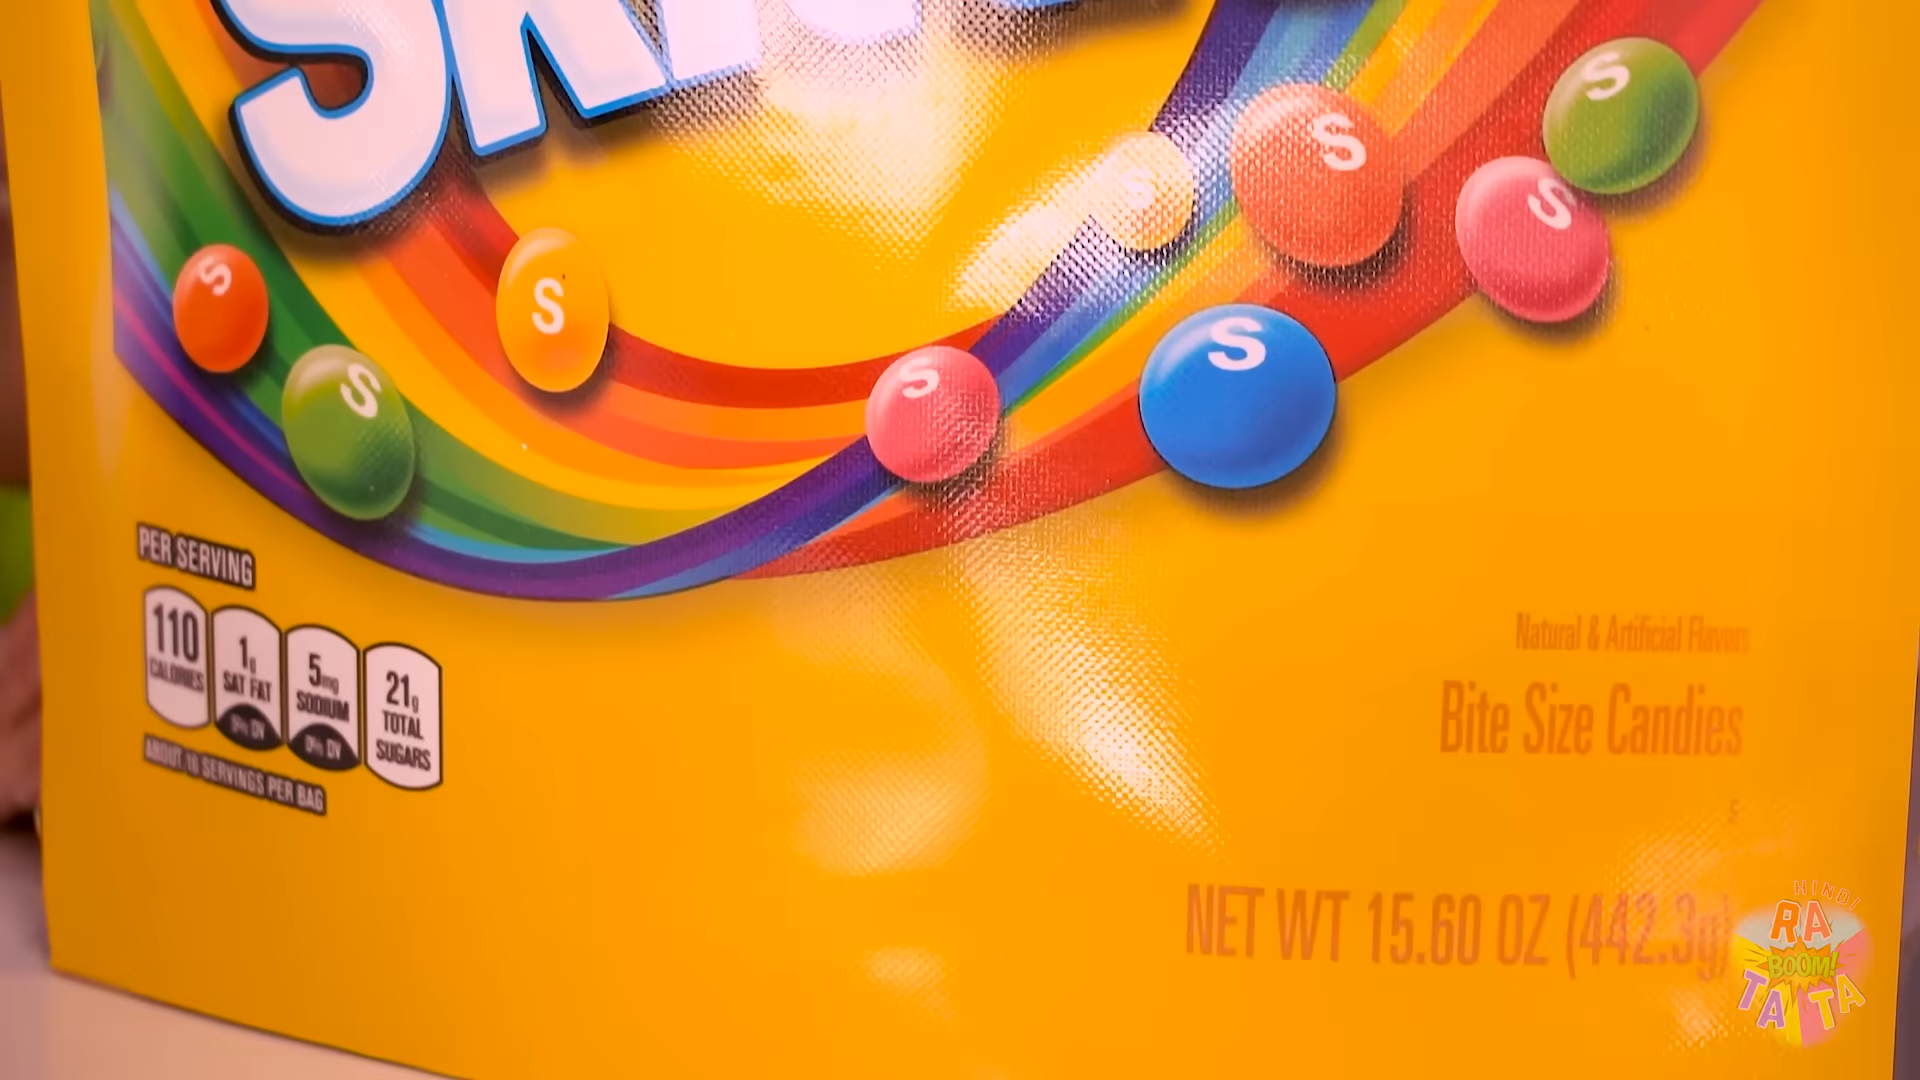 S
S
S
S
S
S
S
S
S
PER SERVING
110 CALORIES
1g SAT FAT
0% DV
5mg SODIUM
0% DV
21g TOTAL SUGARS
ABOUT 16 SERVINGS PER BAG
Natural & Artificial Flavors
Bite Size Candies
NET WT 15.60 OZ (442.3g)
HINDI
RA
BOOM!
TA TA